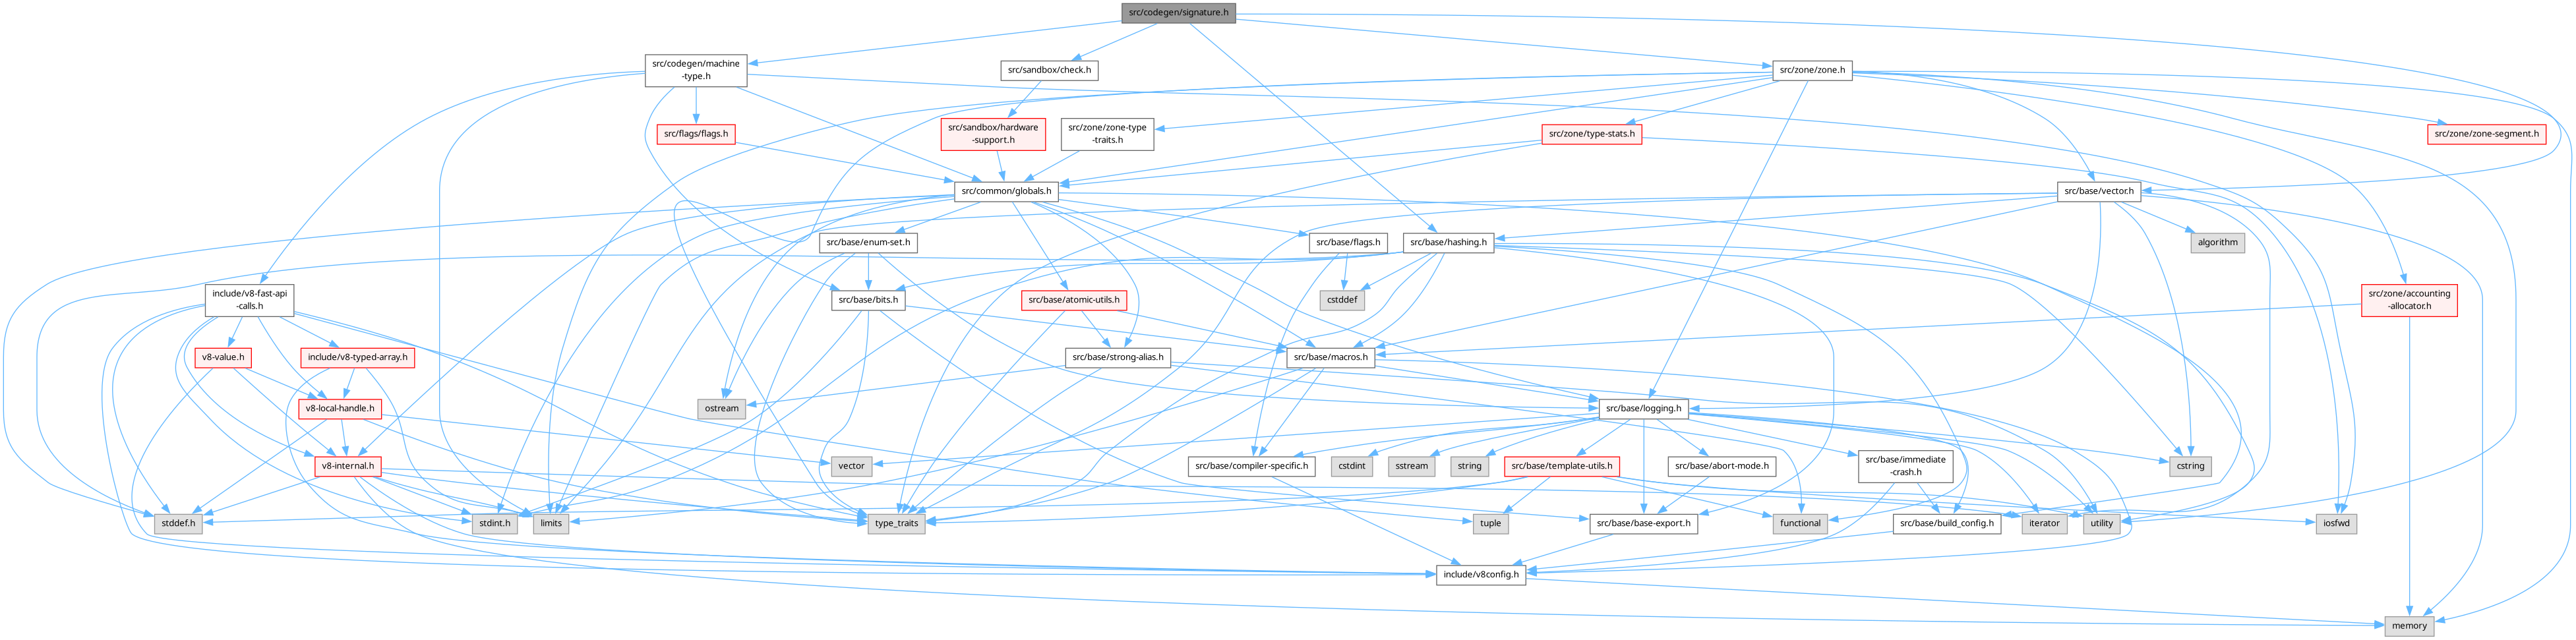 src/codegen/signature.h
src/codegen/machine
-type.h
src/sandbox/check.h
src/zone/zone.h
src/flags/flags.h
src/sandbox/hardware
-support.h
src/zone/zone-type
-traits.h
src/zone/type-stats.h
src/zone/zone-segment.h
src/common/globals.h
src/base/vector.h
src/base/enum-set.h
src/base/flags.h
src/base/hashing.h
algorithm
include/v8-fast-api
-calls.h
src/base/bits.h
src/base/atomic-utils.h
cstddef
src/zone/accounting
-allocator.h
v8-value.h
include/v8-typed-array.h
src/base/strong-alias.h
src/base/macros.h
v8-local-handle.h
ostream
src/base/logging.h
v8-internal.h
vector
src/base/compiler-specific.h
cstdint
sstream
string
src/base/template-utils.h
src/base/abort-mode.h
src/base/immediate
-crash.h
cstring
stddef.h
stdint.h
limits
type_traits
tuple
src/base/base-export.h
functional
src/base/build_config.h
iterator
utility
iosfwd
include/v8config.h
memory